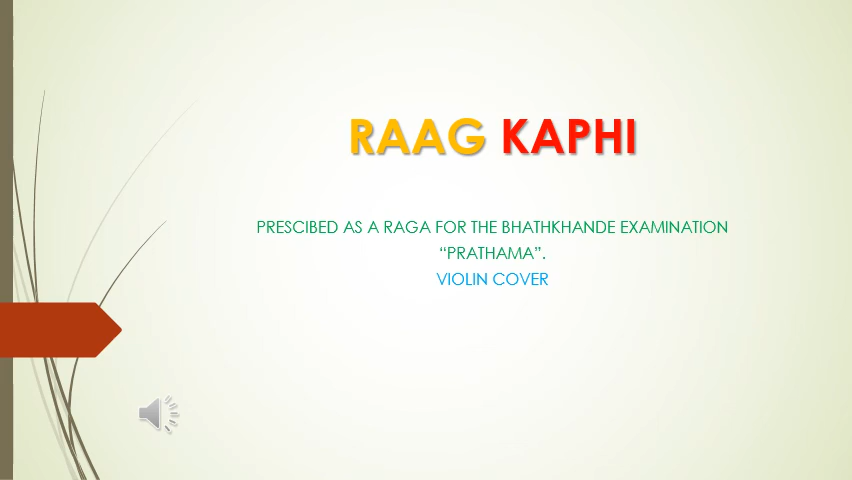 RAAG KAPHI
PRESCIBED AS A RAGA FOR THE BHATHKHANDE EXAMINATION
“PRATHAMA”.
VIOLIN COVER